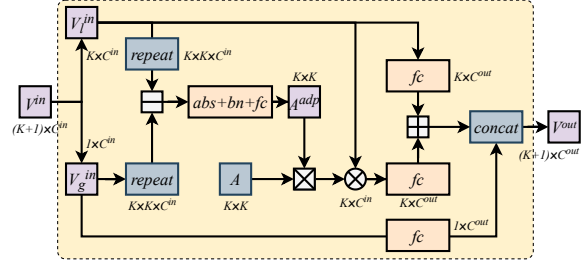 V_l^in
K×C^in
repeat
K×K×C^in
fc
K×C^out
V^in
(K+1)×C^in
abs+bn+fc
K×K
A^adp
concat
V^out
(K+1)×C^out
1×C^in
V_g^in
repeat
K×K×C^in
A
K×K
K×C^in
fc
K×C^out
fc
1×C^out